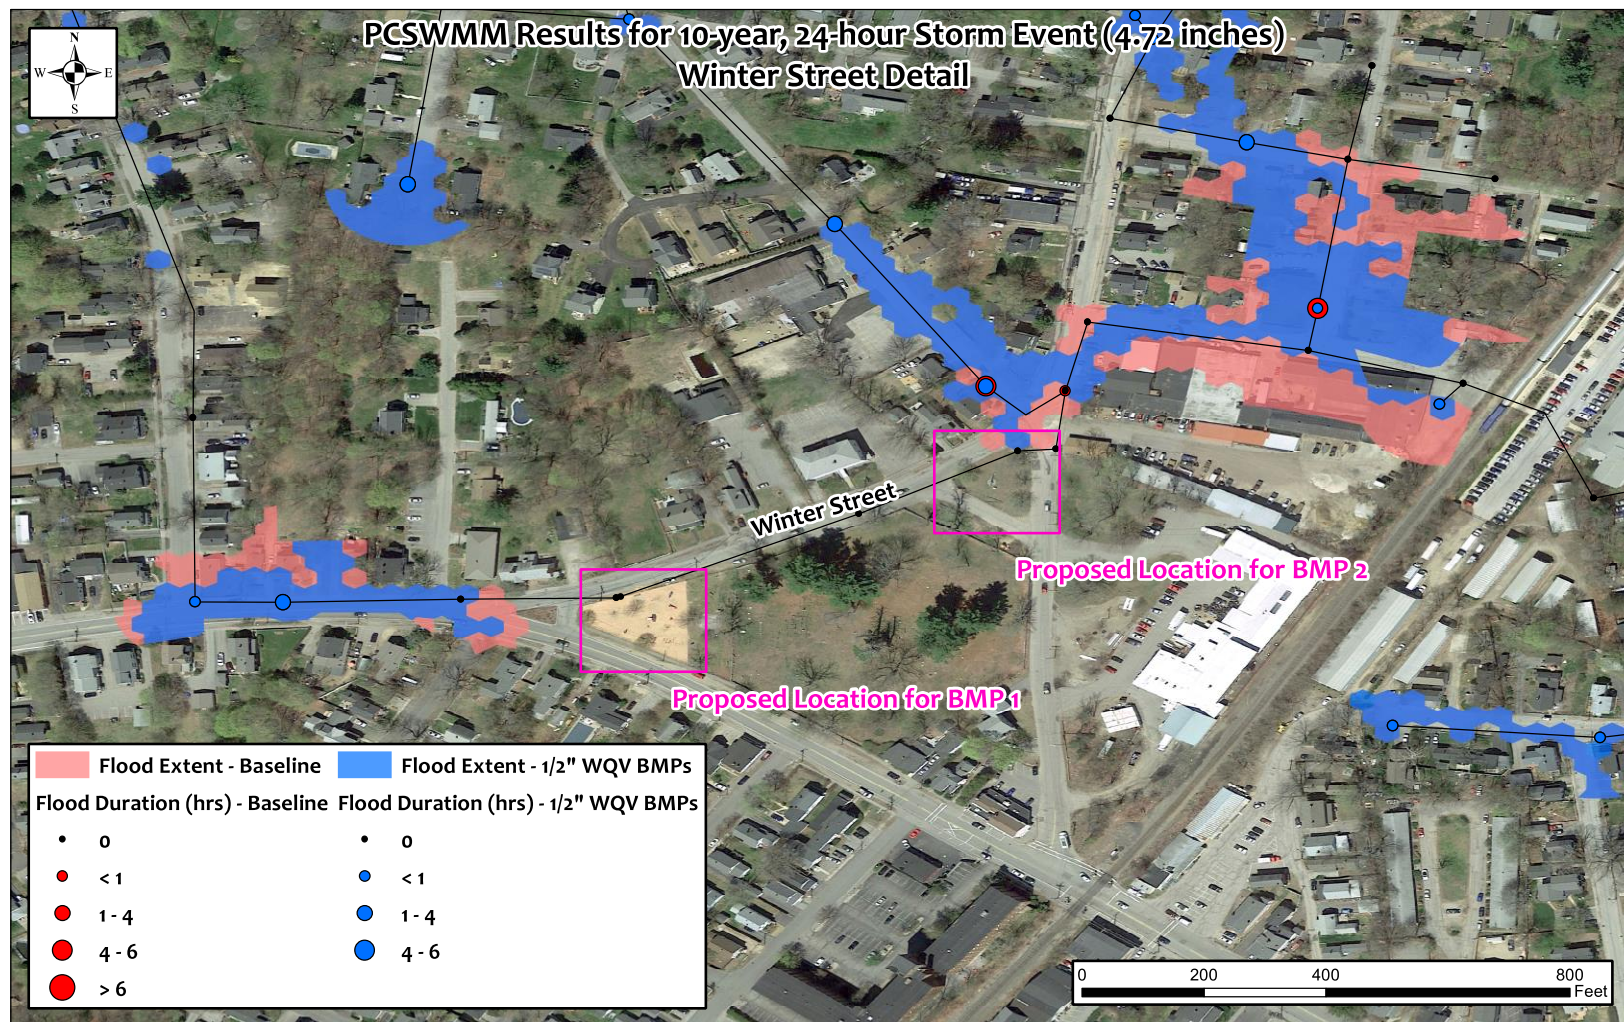 PCSWMM Results for 10-year, 24-hour Storm Event (4.72 inches)
Winter Street Detail
N
W E
S
Winter Street
Proposed Location for BMP 2
Proposed Location for BMP 1
Flood Extent - Baseline Flood Extent - 1/2" WQV BMPs
Flood Duration (hrs) - Baseline Flood Duration (hrs) - 1/2" WQV BMPs
0 0
< 1 < 1
1 - 4 1 - 4
4 - 6 4 - 6
> 6
0 200 400 800
Feet